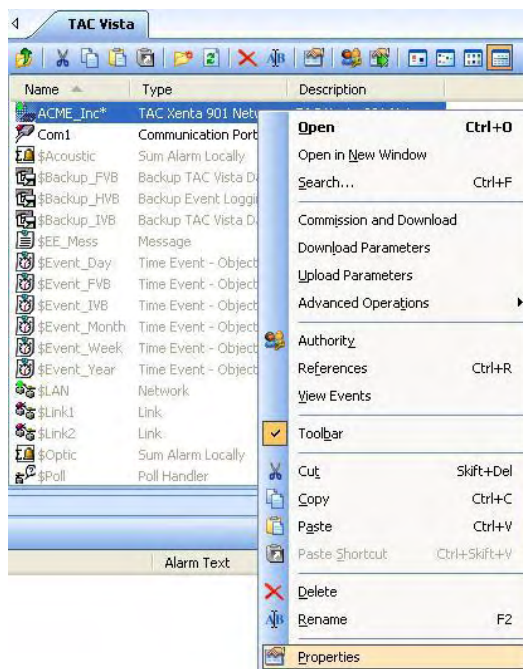 TAC Vista
Name Type Description
ACME_Inc* TAC Xenta 901 Netw
Com1 Communication Port
$Acoustic Sum Alarm Locally
$Backup_FVB Backup TAC Vista D
$Backup_HVB Backup Event Loggi
$Backup_IVB Backup TAC Vista D
$EE_Mess Message
$Event_Day Time Event - Object
$Event_FVB Time Event - Object
$Event_IVB Time Event - Object
$Event_Month Time Event - Object
$Event_Week Time Event - Object
$Event_Year Time Event - Object
$LAN Network
$Link1 Link
$Link2 Link
$Optic Sum Alarm Locally
$Poll Poll Handler
Alarm Text
Open Ctrl+O
Open in New Window
Search... Ctrl+F
Commission and Download
Download Parameters
Upload Parameters
Advanced Operations
Authority
References Ctrl+R
View Events
Toolbar
Cut Skift+Del
Copy Ctrl+C
Paste Ctrl+V
Paste Shortcut Ctrl+Skift+V
Delete
Rename F2
Properties